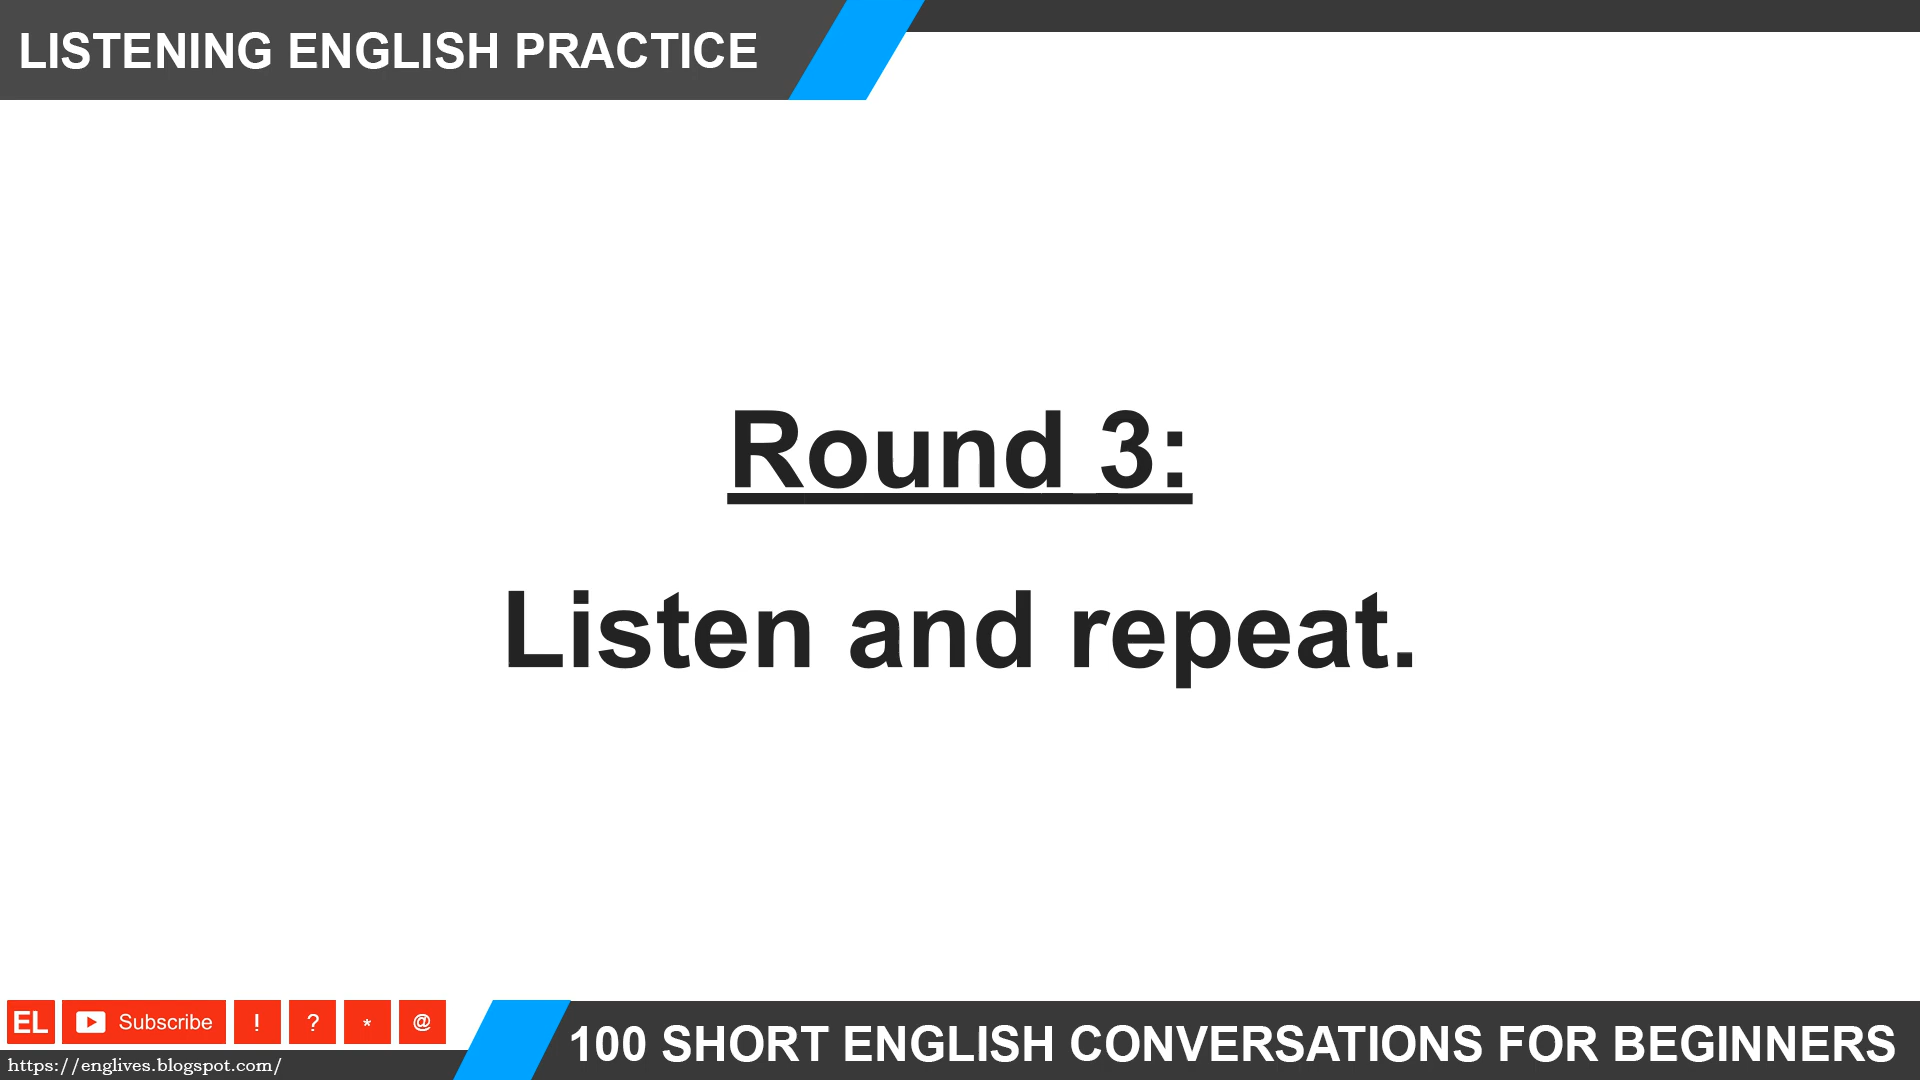 LISTENING ENGLISH PRACTICE
Round 3:
Listen and repeat.
EL Subscribe ! ? * @
https://englives.blogspot.com/
100 SHORT ENGLISH CONVERSATIONS FOR BEGINNERS